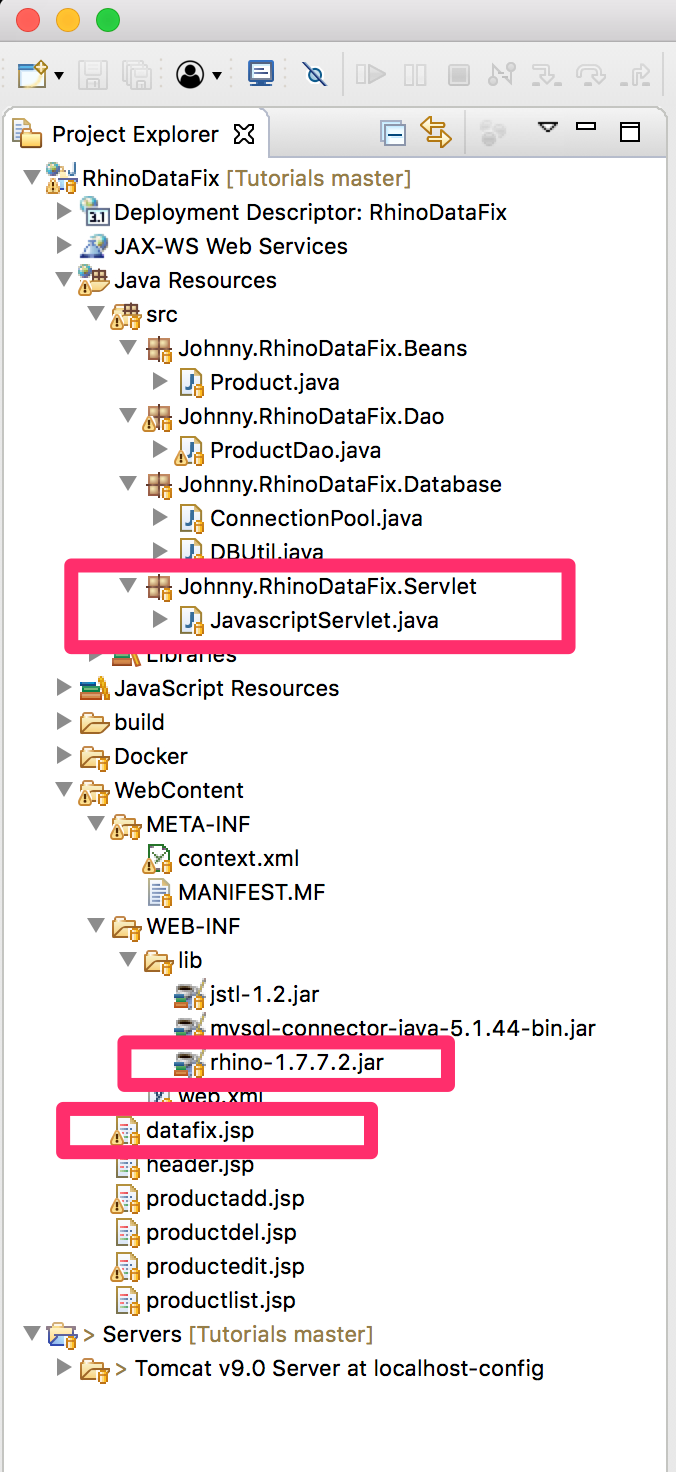 Project Explorer
RhinoDataFix [Tutorials master]
3.1 Deployment Descriptor: RhinoDataFix
JAX-WS Web Services
Java Resources
src
Johnny.RhinoDataFix.Beans
Product.java
Johnny.RhinoDataFix.Dao
ProductDao.java
Johnny.RhinoDataFix.Database
ConnectionPool.java
DBUtil.java
Johnny.RhinoDataFix.Servlet
JavascriptServlet.java
Libraries
JavaScript Resources
build
Docker
WebContent
META-INF
context.xml
MANIFEST.MF
WEB-INF
lib
jstl-1.2.jar
mysql-connector-java-5.1.44-bin.jar
rhino-1.7.7.2.jar
web.xml
datafix.jsp
header.jsp
productadd.jsp
productdel.jsp
productedit.jsp
productlist.jsp
> Servers [Tutorials master]
> Tomcat v9.0 Server at localhost-config